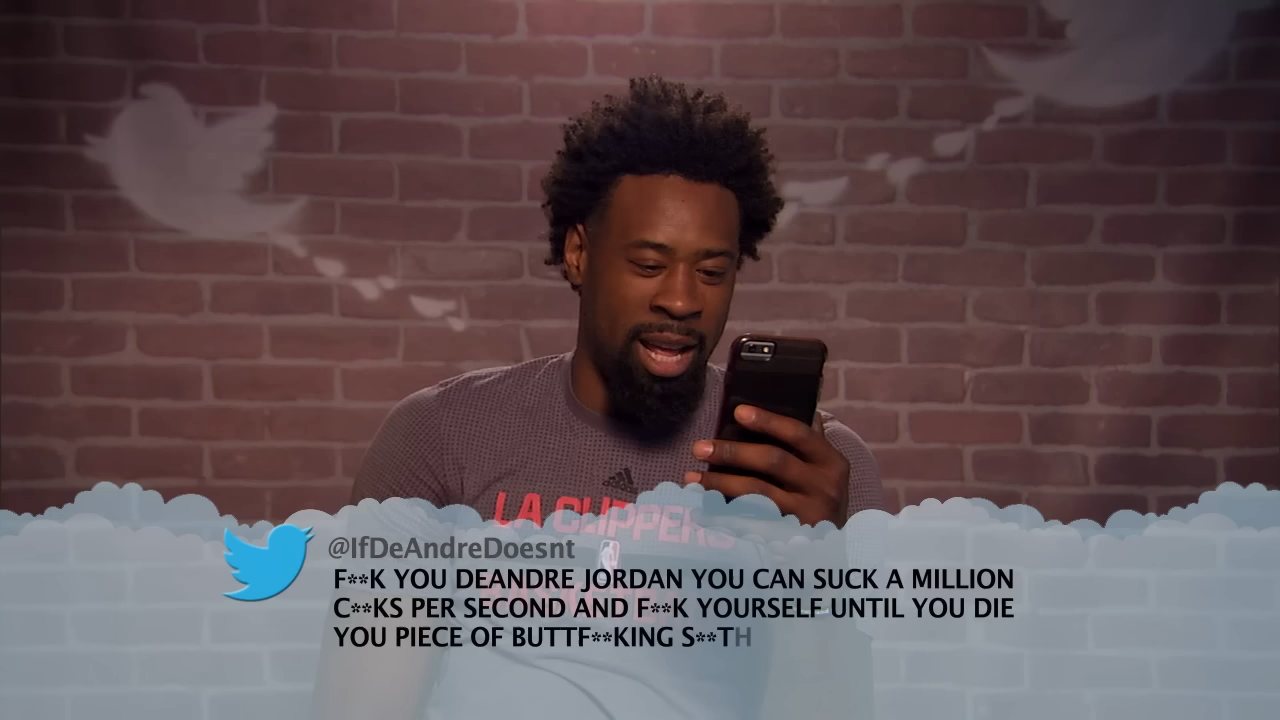 LA CLIPPERS
@IfDeAndreDoesnt
F**K YOU DEANDRE JORDAN YOU CAN SUCK A MILLION
C**KS PER SECOND AND F**K YOURSELF UNTIL YOU DIE
YOU PIECE OF BUTTF**KING S**TH